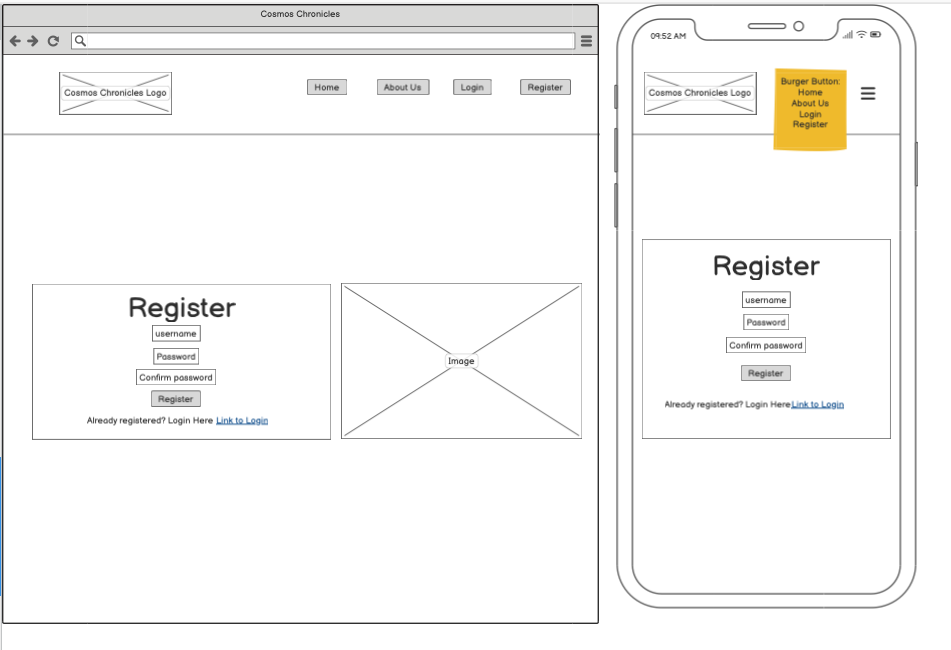 Cosmos Chronicles
Cosmos Chronicles Logo
Home
About Us
Login
Register
Register
username
Password
Confirm password
Register
Already registered? Login Here Link to Login
Image
09:52 AM
Cosmos Chronicles Logo
Burger Button:
Home
About Us
Login
Register
Register
username
Password
Confirm password
Register
Already registered? Login Here Link to Login